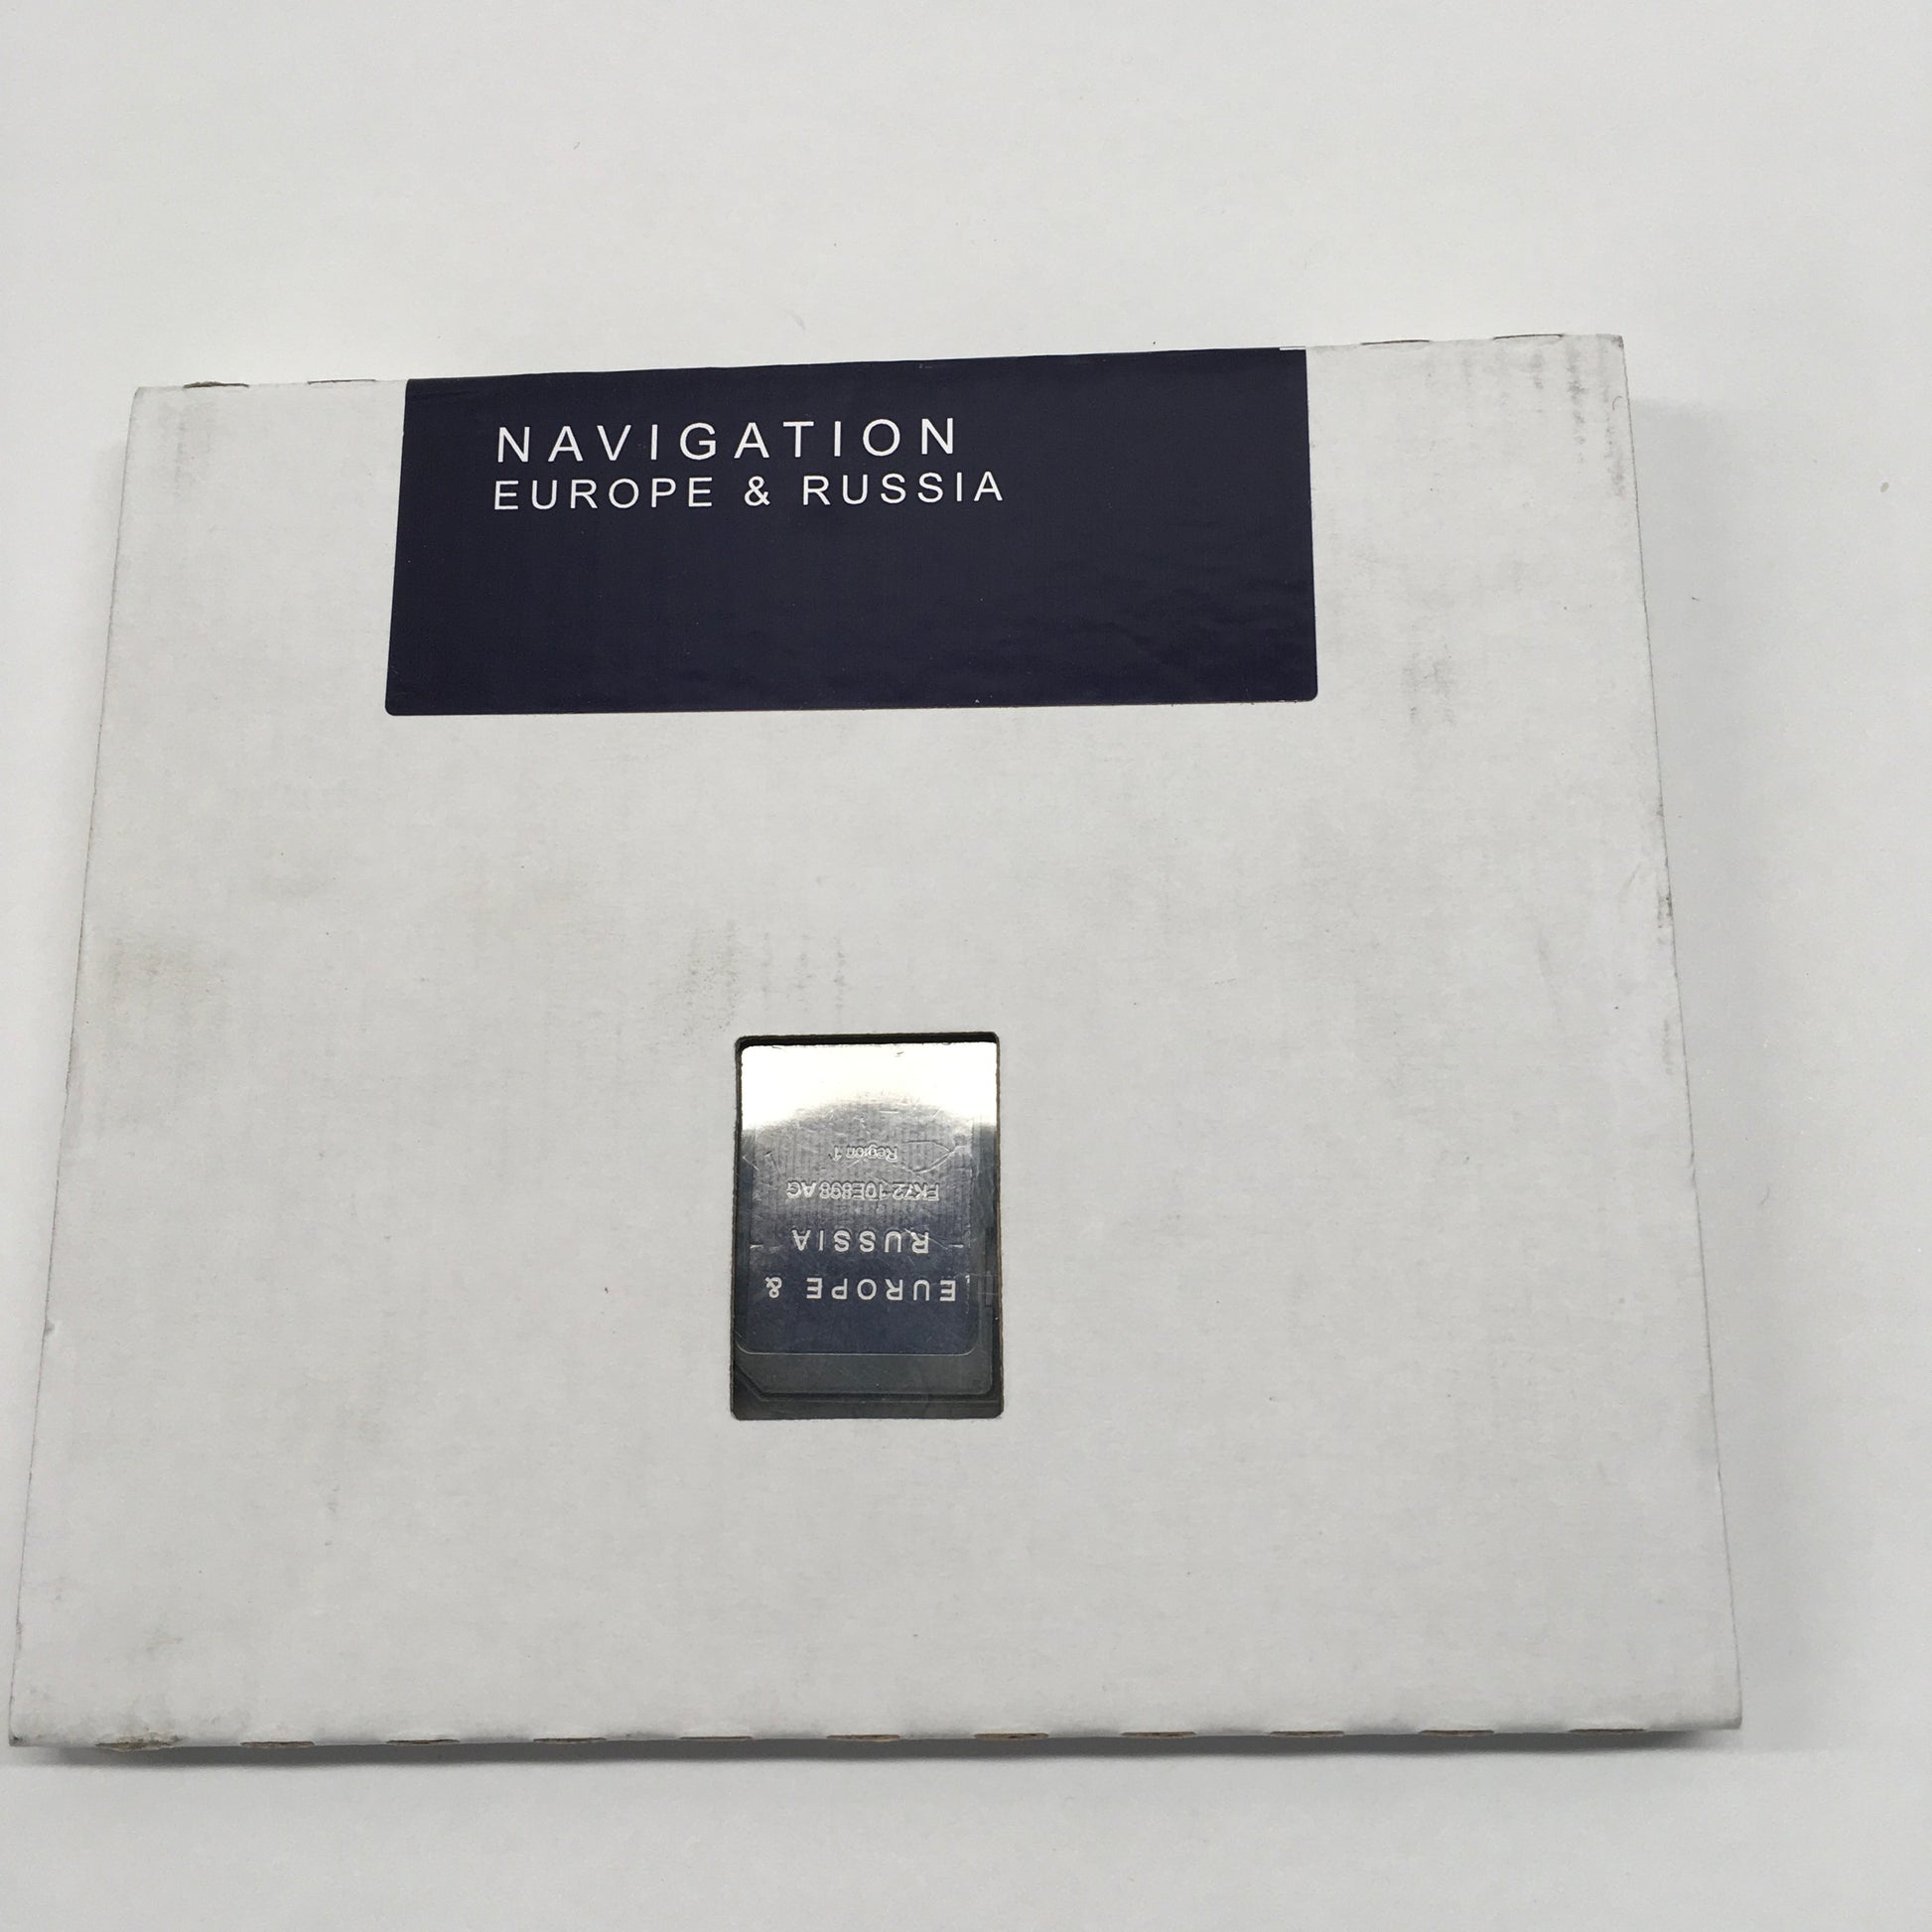 NAVIGATION
EUROPE & RUSSIA
EUROPE &
RUSSIA
FK72 10E898 AG
Region 1